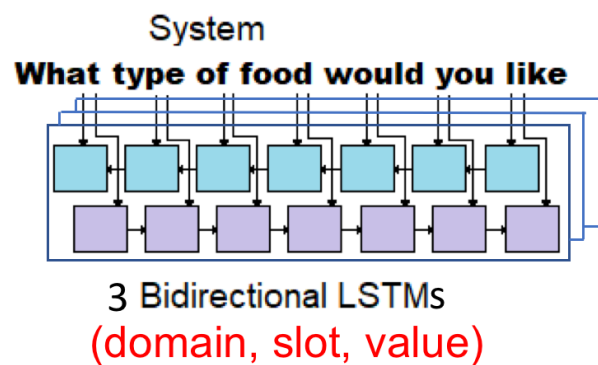 System
What type of food would you like
3 Bidirectional LSTMs
(domain, slot, value)